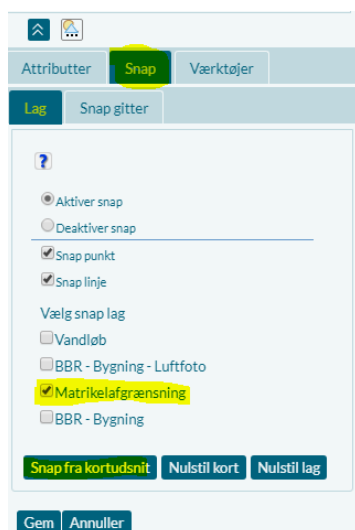 Attributter Snap Værktøjer
Lag Snap gitter
?
Aktiver snap
Deaktiver snap
Snap punkt
Snap linje
Vælg snap lag
Vandløb
BBR - Bygning - Luftfoto
Matrikelafgrænsning
BBR - Bygning
Snap fra kortudsnit Nulstil kort Nulstil lag
Gem Annuller